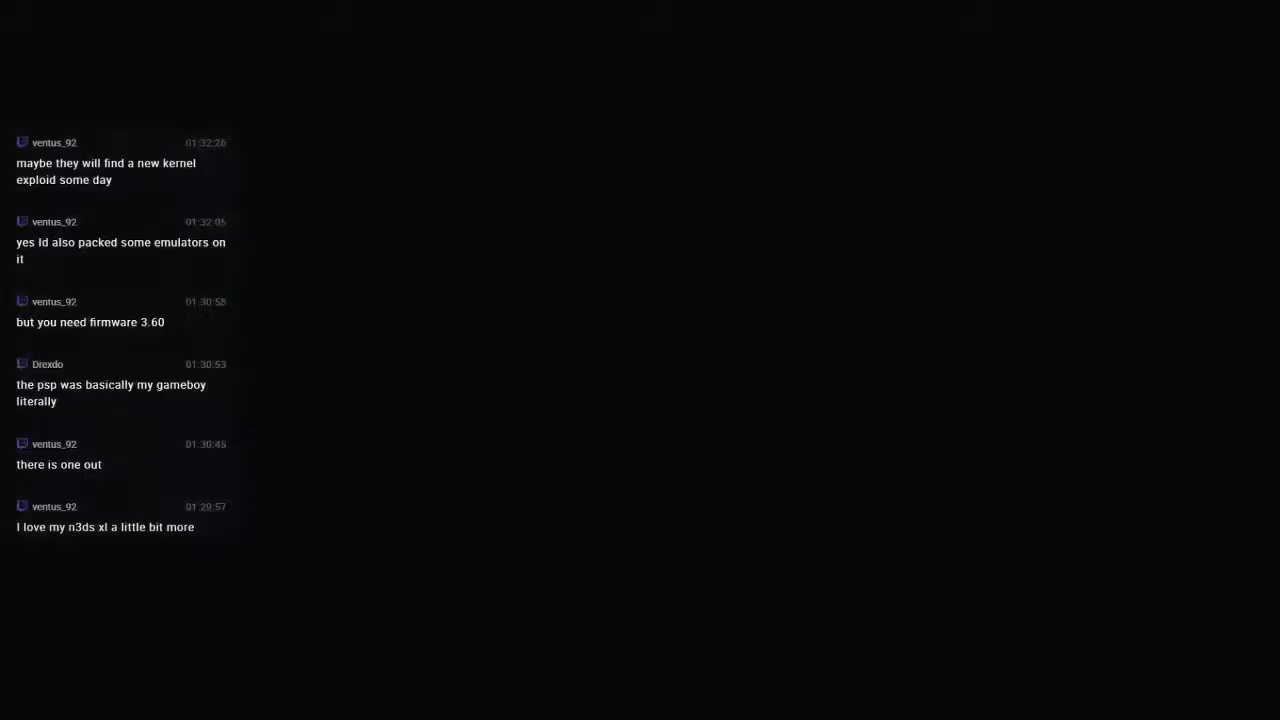 ventus_92 01:32:26
maybe they will find a new kernel
exploid some day
ventus_92 01:32:05
yes Id also packed some emulators on
it
ventus_92 01:30:58
but you need firmware 3.60
Drexdo 01:30:53
the psp was basically my gameboy
literally
ventus_92 01:30:45
there is one out
ventus_92 01:29:57
I love my n3ds xl a little bit more